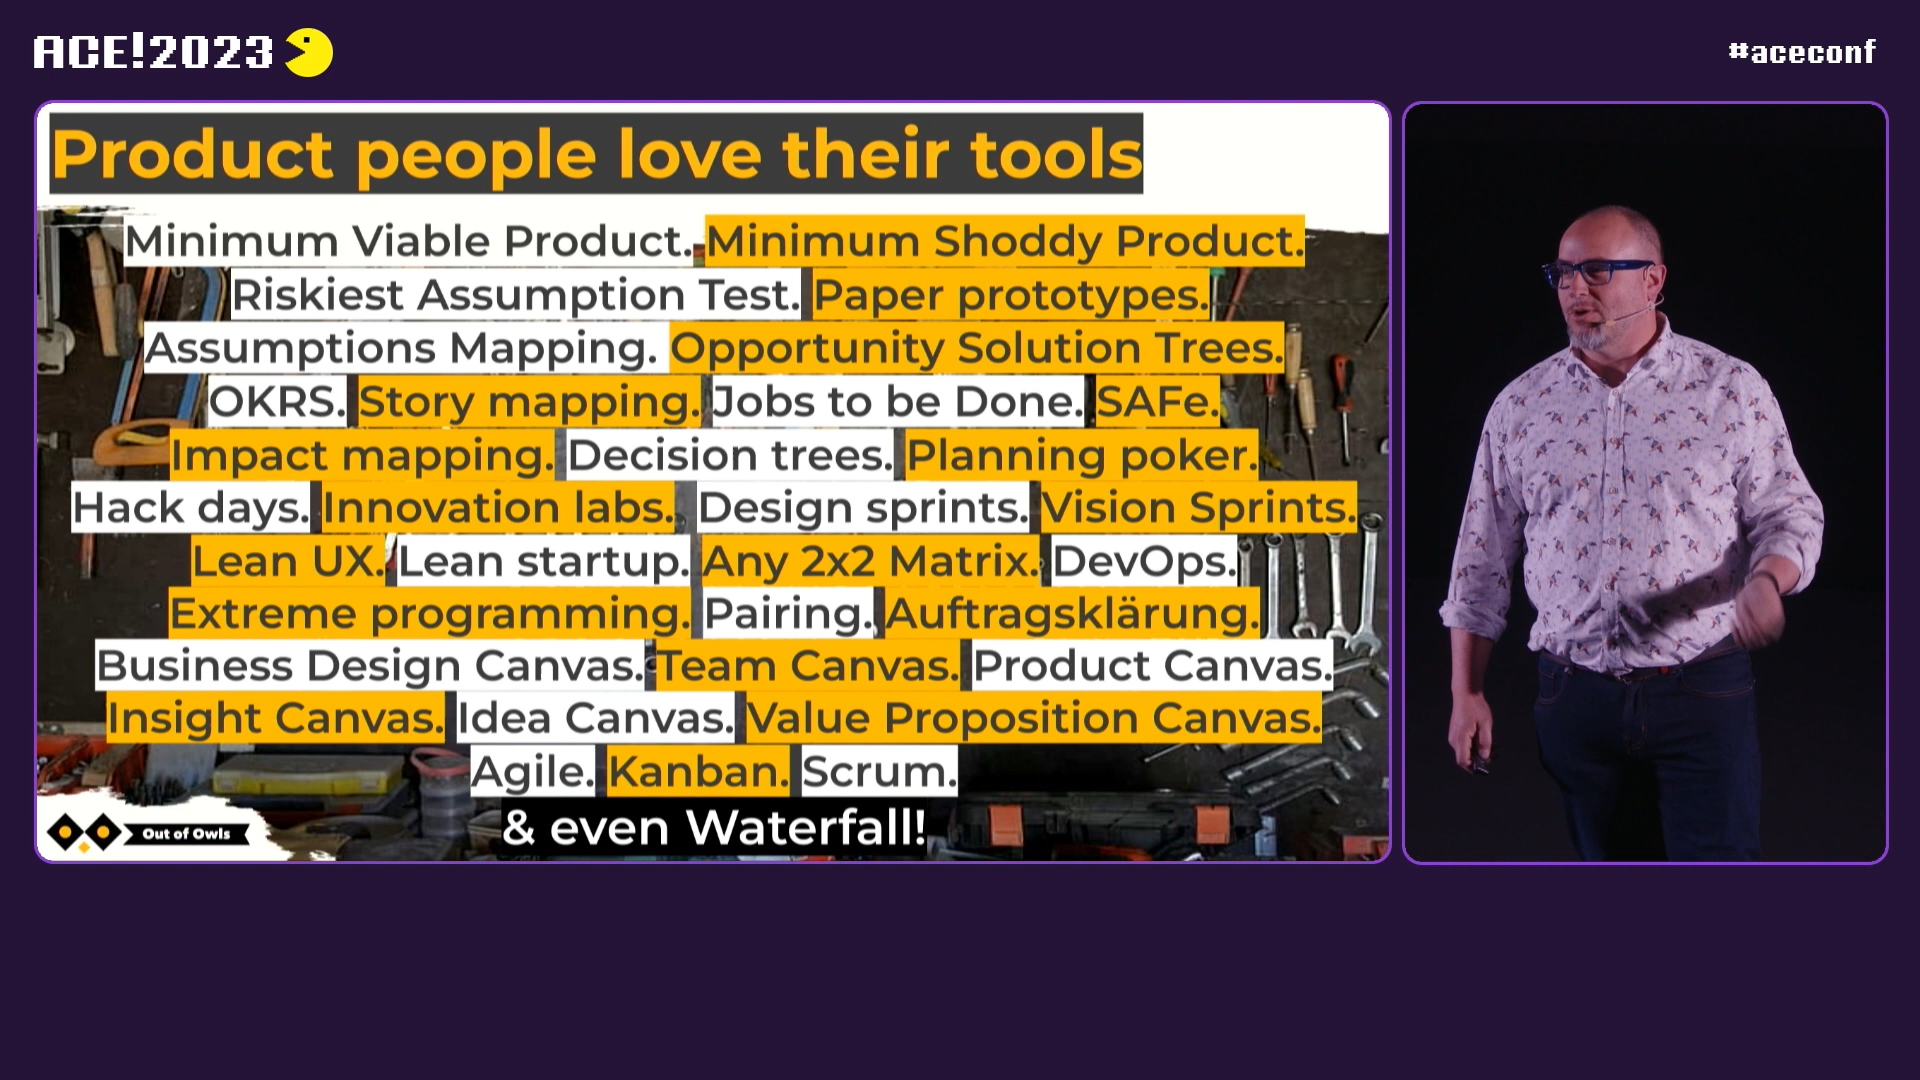 ACE!2023
#aceconf
Product people love their tools
Minimum Viable Product. Minimum Shoddy Product.
Riskiest Assumption Test. Paper prototypes.
Assumptions Mapping. Opportunity Solution Trees.
OKRS. Story mapping. Jobs to be Done. SAFe.
Impact mapping. Decision trees. Planning poker.
Hack days. Innovation labs. Design sprints. Vision Sprints.
Lean UX. Lean startup. Any 2x2 Matrix. DevOps.
Extreme programming. Pairing. Auftragsklärung.
Business Design Canvas. Team Canvas. Product Canvas.
Insight Canvas. Idea Canvas. Value Proposition Canvas.
Agile. Kanban. Scrum.
& even Waterfall!
Out of Owls